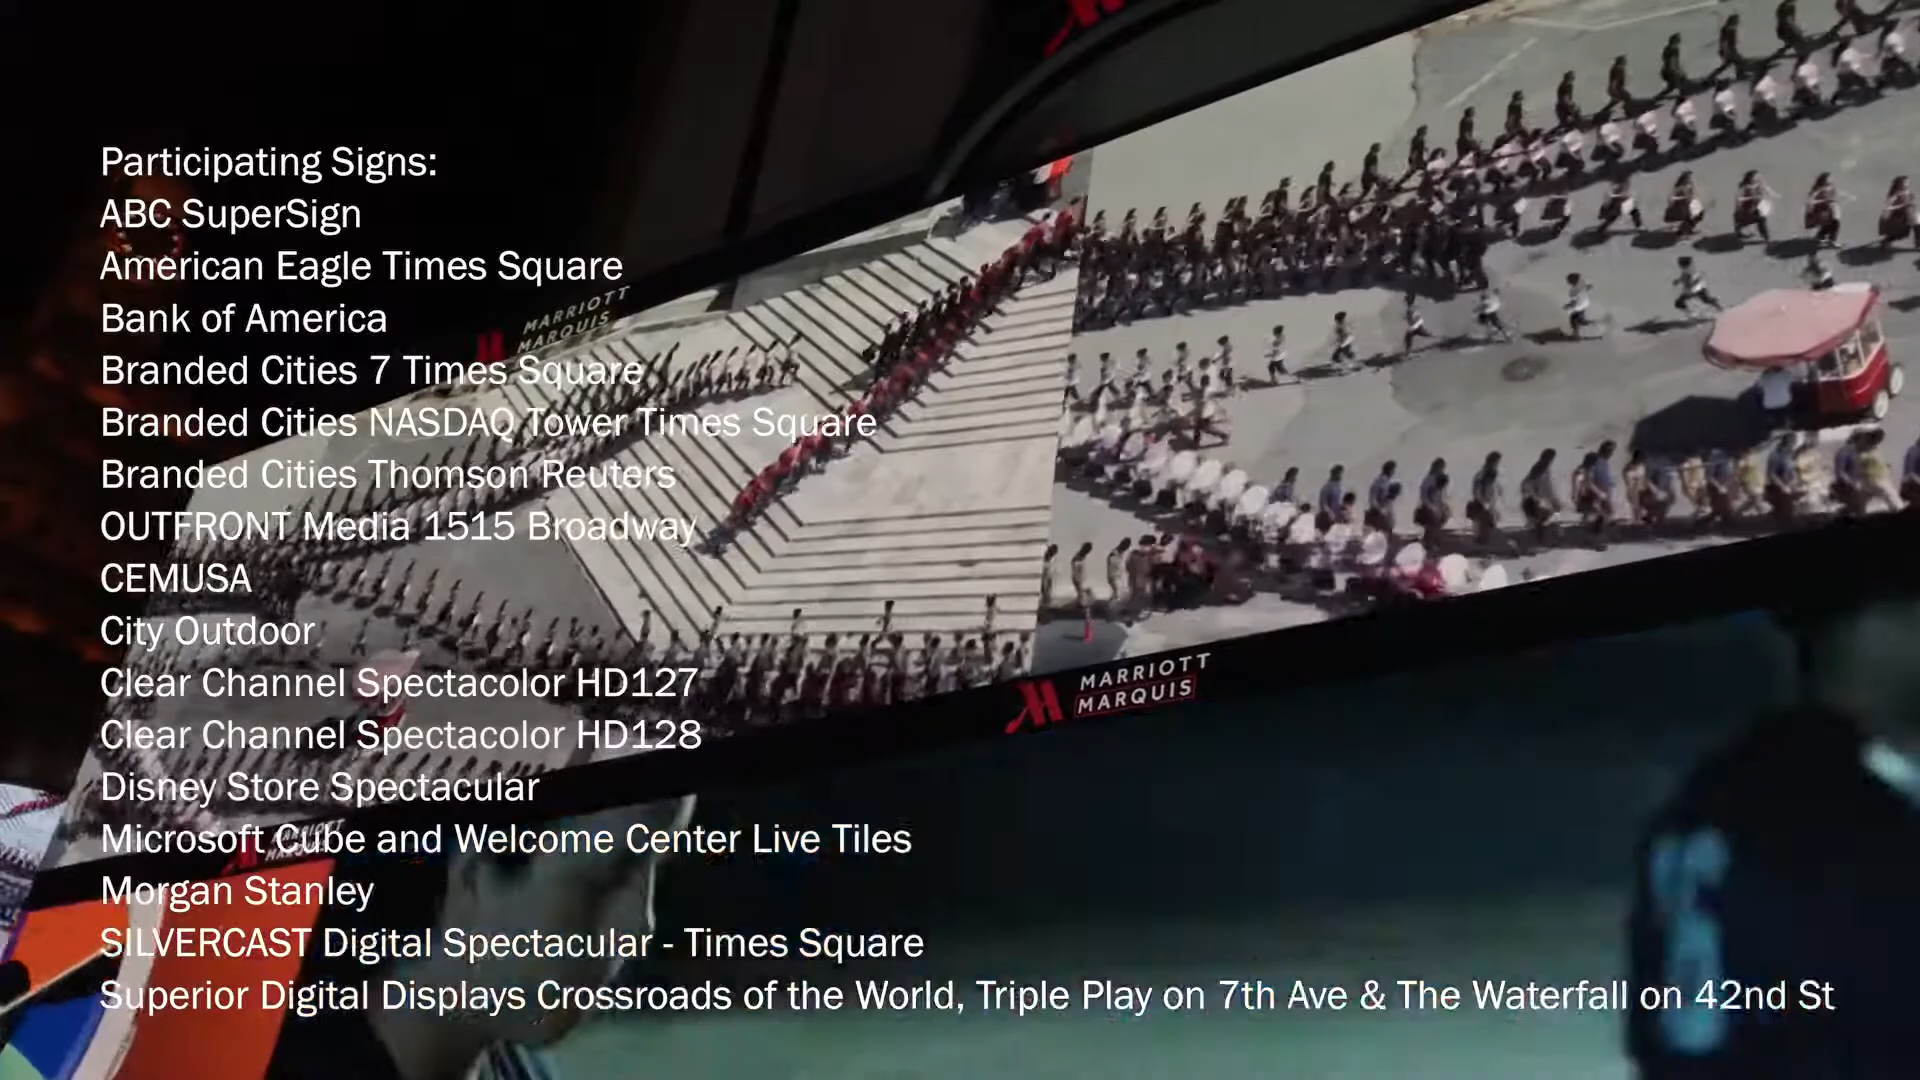 Participating Signs:
ABC SuperSign
American Eagle Times Square
Bank of America
Branded Cities 7 Times Square
Branded Cities NASDAQ Tower Times Square
Branded Cities Thomson Reuters
OUTFRONT Media 1515 Broadway
CEMUSA
City Outdoor
Clear Channel Spectacolor HD127
Clear Channel Spectacolor HD128
Disney Store Spectacular
Microsoft Cube and Welcome Center Live Tiles
Morgan Stanley
SILVERCAST Digital Spectacular - Times Square
Superior Digital Displays Crossroads of the World, Triple Play on 7th Ave & The Waterfall on 42nd St
MARRIOTT
MARQUIS
MARRIOTT
MARQUIS
MARRIOTT
MARQUIS